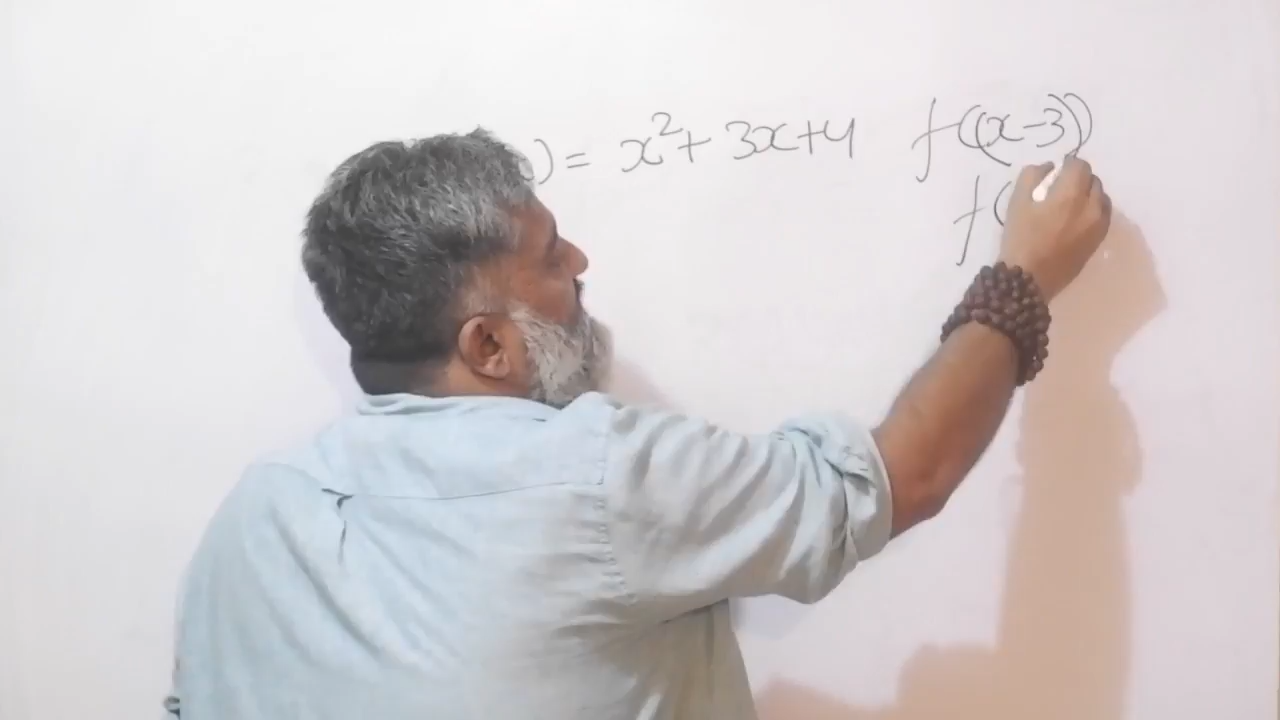 ) = x² + 3x + 4 f((x-3))
f(